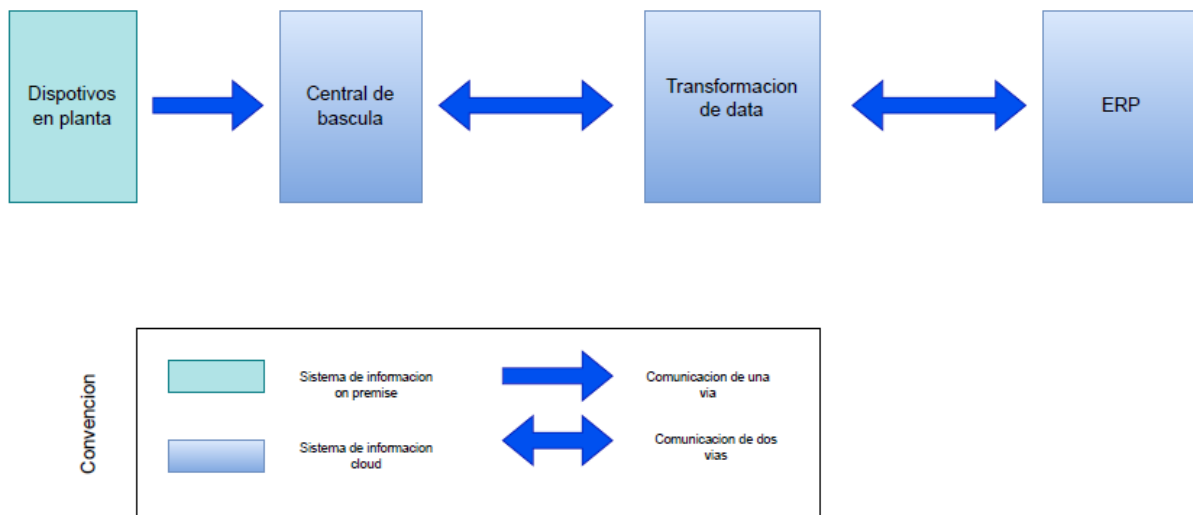 Dispotivos
en planta
Central de
bascula
Transformacion
de data
ERP
Convencion
Sistema de informacion
on premise
Comunicacion de una
via
Sistema de informacion
cloud
Comunicacion de dos
vias